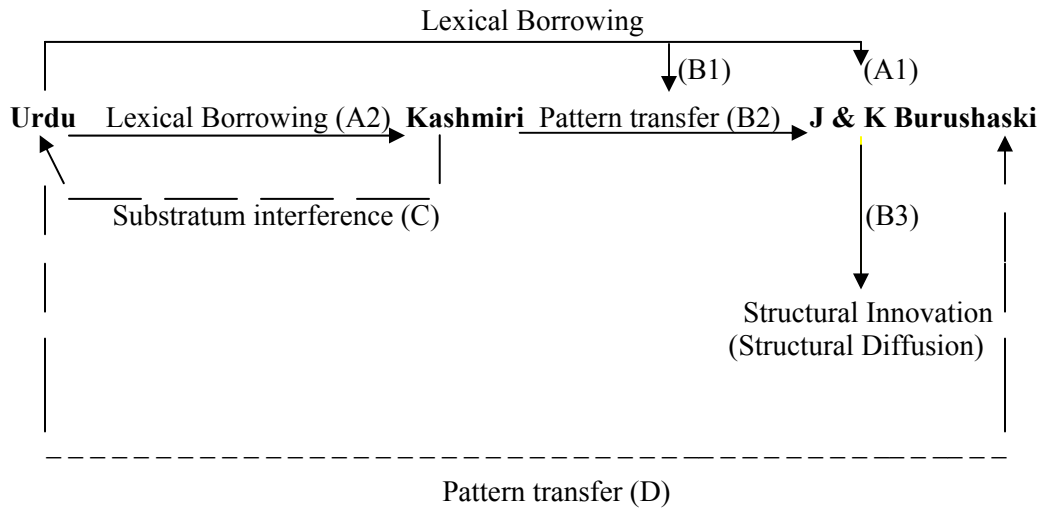 Lexical Borrowing
(B1) (A1)
Urdu Lexical Borrowing (A2) Kashmiri Pattern transfer (B2) J & K Burushaski
Substratum interference (C) (B3)
Structural Innovation
(Structural Diffusion)
Pattern transfer (D)